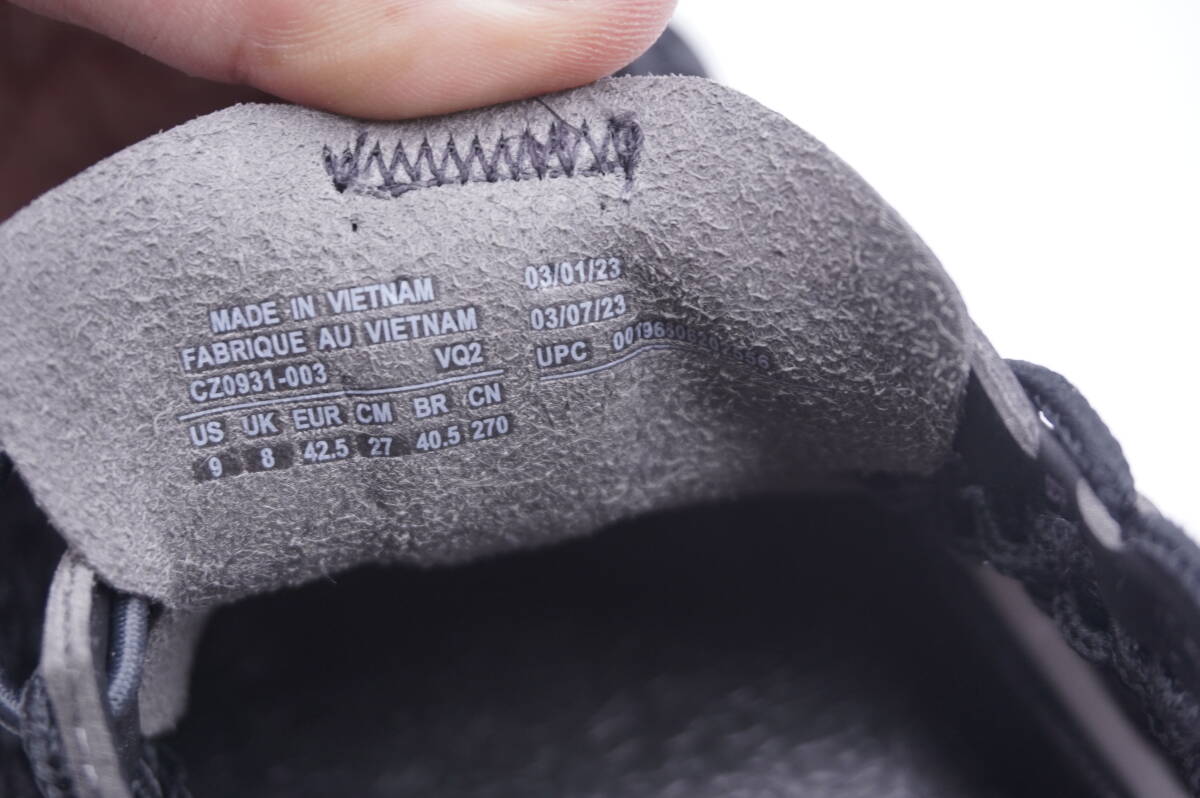 MADE IN VIETNAM
FABRIQUE AU VIETNAM
CZ0931-003 VQ2
US UK EUR CM BR CN
9 8 42.5 27 40.5 270
03/01/23
03/07/23
UPC